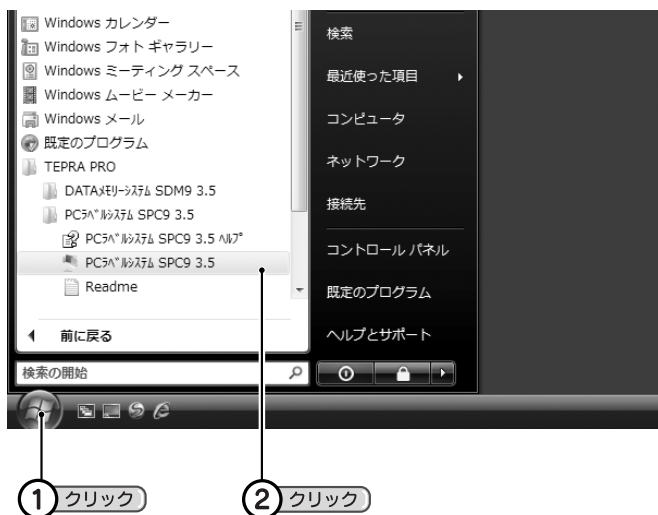 Windows カレンダー
Windows フォト ギャラリー
Windows ミーティング スペース
Windows ムービー メーカー
Windows メール
既定のプログラム
TEPRA PRO
DATAﾒﾓﾘｰｼｽﾃﾑ SDM9 3.5
PCﾗﾍﾞﾙｼｽﾃﾑ SPC9 3.5
PCﾗﾍﾞﾙｼｽﾃﾑ SPC9 3.5 ﾍﾙﾌﾟ
PCﾗﾍﾞﾙｼｽﾃﾑ SPC9 3.5
Readme
前に戻る
検索の開始
検索
最近使った項目
コンピュータ
ネットワーク
接続先
コントロール パネル
既定のプログラム
ヘルプとサポート
1 クリック
2 クリック